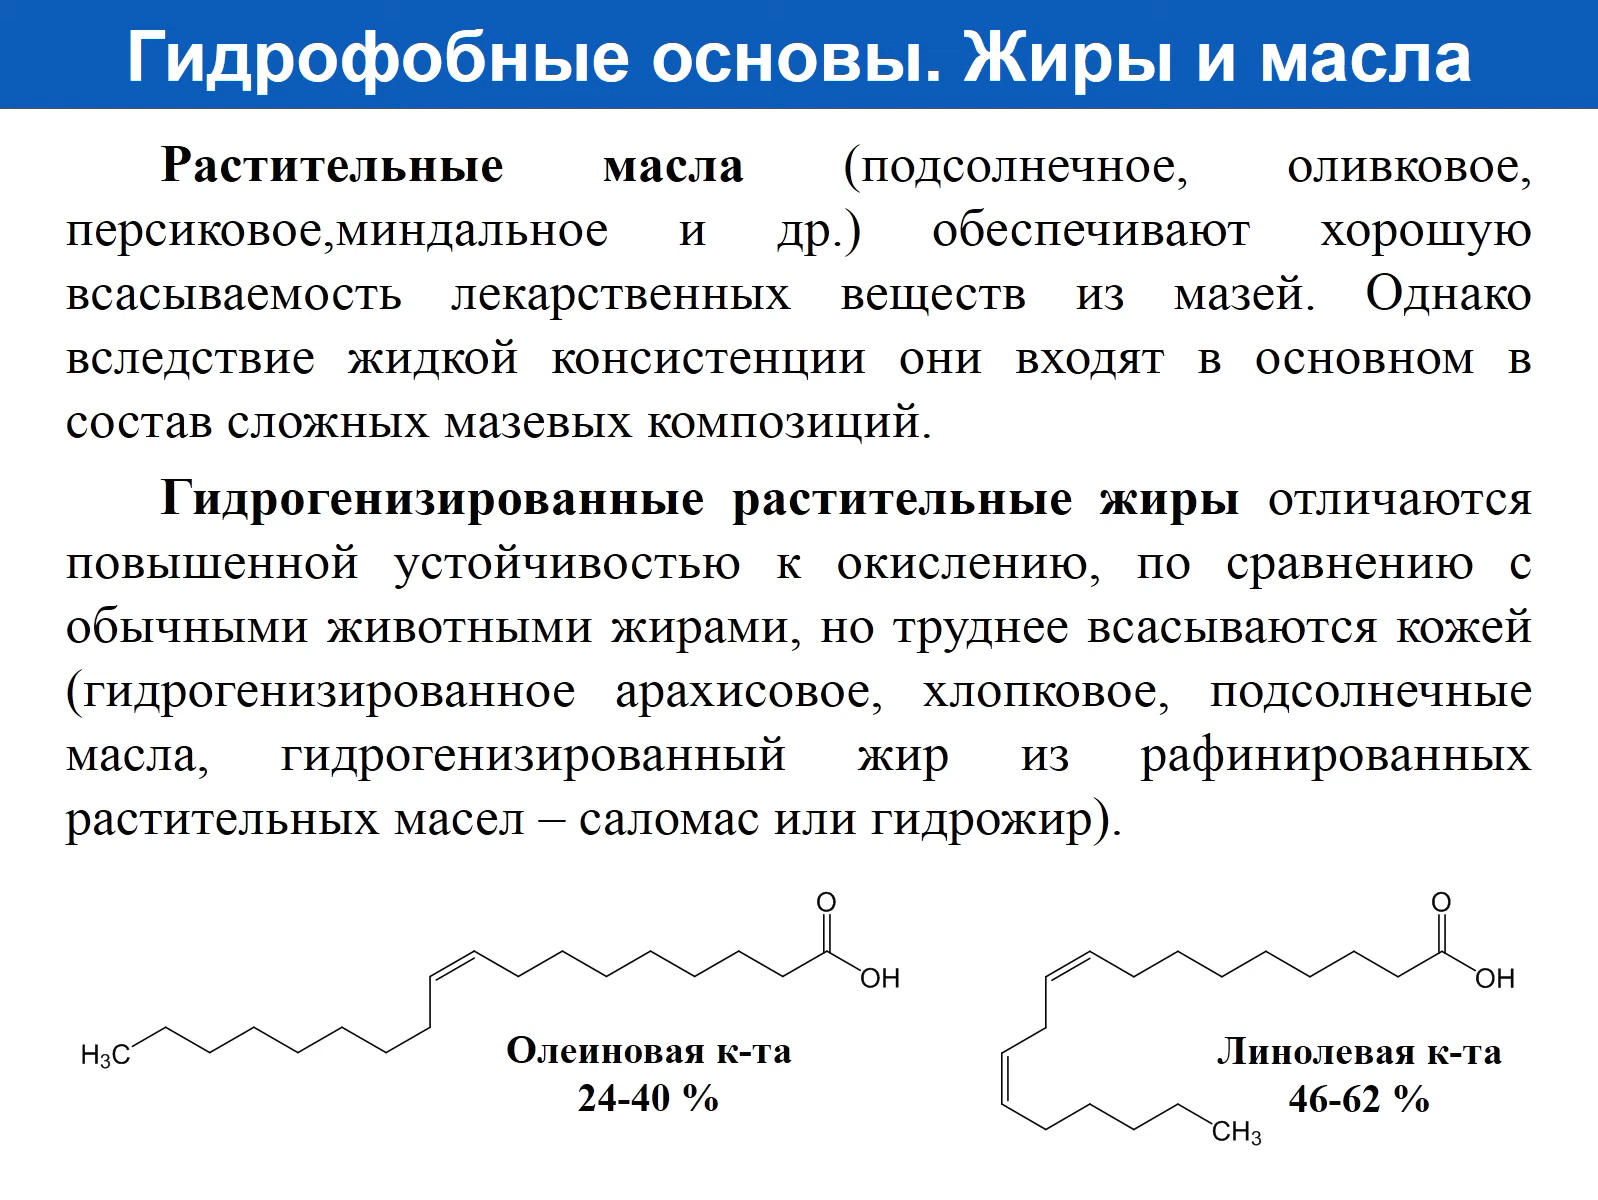 Гидрофобные основы. Жиры и масла
Растительные масла (подсолнечное, оливковое,
персиковое,миндальное и др.) обеспечивают хорошую
всасываемость лекарственных веществ из мазей. Однако
вследствие жидкой консистенции они входят в основном в
состав сложных мазевых композиций.
Гидрогенизированные растительные жиры отличаются
повышенной устойчивостью к окислению, по сравнению с
обычными животными жирами, но труднее всасываются кожей
(гидрогенизированное арахисовое, хлопковое, подсолнечные
масла, гидрогенизированный жир из рафинированных
растительных масел – саломас или гидрожир).
O
OH
H3C
Олеиновая к-та
24-40 %
O
OH
Линолевая к-та
46-62 %
CH3